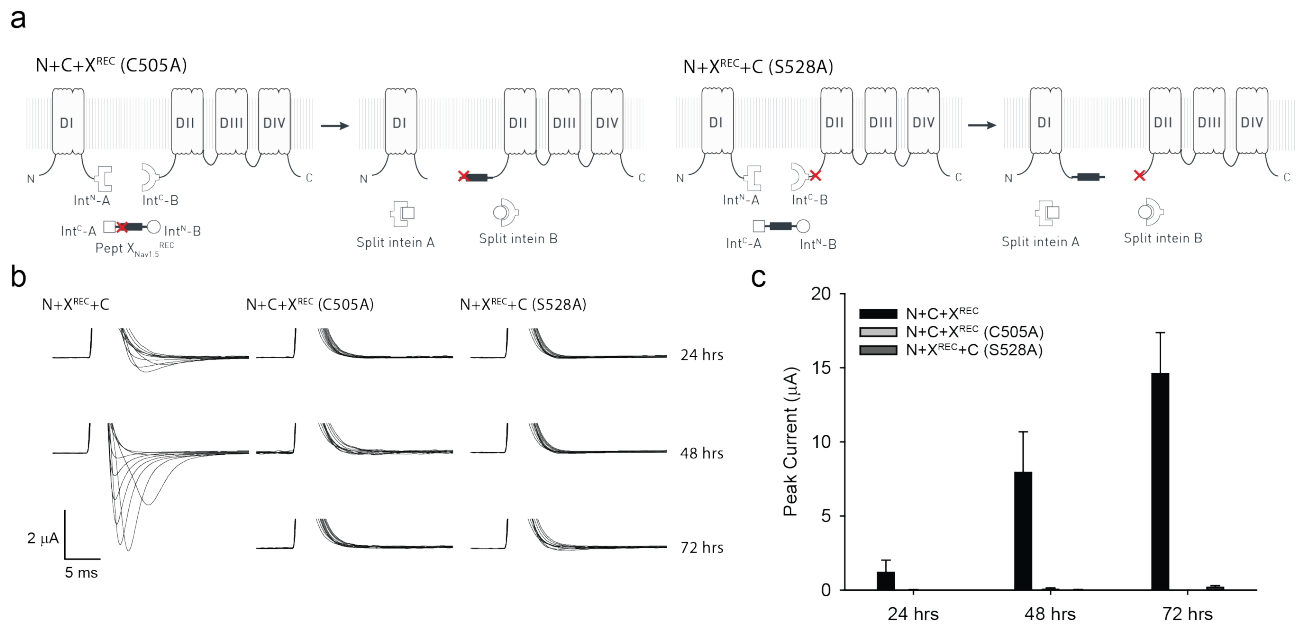 a
N+C+X^REC (C505A)
DI DII DIII DIV
N C
Int^N-A Int^C-B
Int^C-A Int^N-B
Pept X_Nav1.5^REC
DI DII DIII DIV
N C
Split intein A Split intein B
N+X^REC+C (S528A)
DI DII DIII DIV
N C
Int^N-A Int^C-B
Int^C-A Int^N-B
DI DII DIII DIV
N C
Split intein A Split intein B
b
N+X^REC+C N+C+X^REC (C505A) N+X^REC+C (S528A)
24 hrs
48 hrs
72 hrs
2 µA
5 ms
c
Peak Current (µA)
20
15
10
5
0
N+C+X^REC
N+C+X^REC (C505A)
N+X^REC+C (S528A)
24 hrs 48 hrs 72 hrs